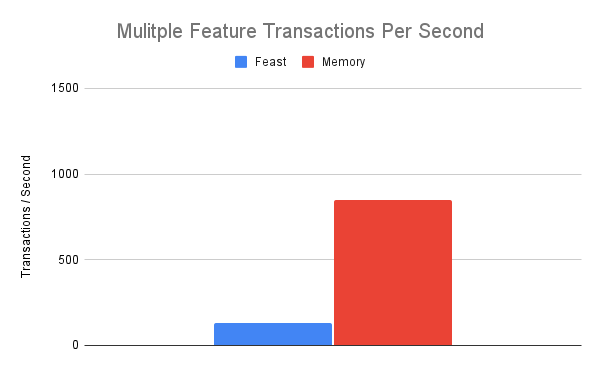 Mulitple Feature Transactions Per Second
Feast
Memory
Transactions / Second
1500
1000
500
0